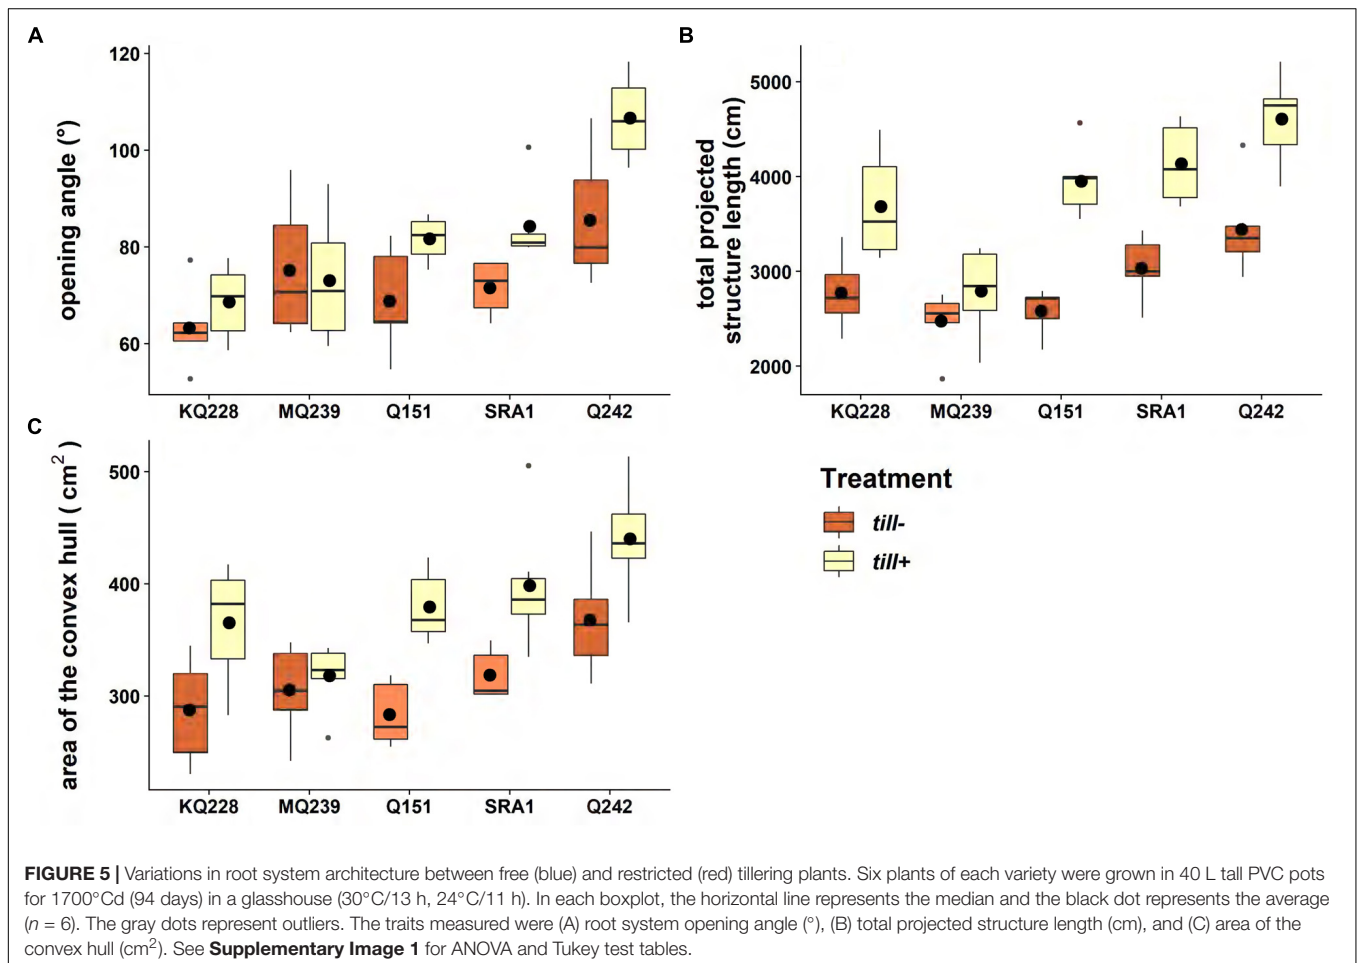 A
120
100
80
60
opening angle (°)
KQ228 MQ239 Q151 SRA1 Q242
B
5000
4000
3000
2000
total projected
structure length (cm)
KQ228 MQ239 Q151 SRA1 Q242
C
500
400
300
area of the convex hull ( cm2 )
KQ228 MQ239 Q151 SRA1 Q242
Treatment
till-
till+
FIGURE 5 | Variations in root system architecture between free (blue) and restricted (red) tillering plants. Six plants of each variety were grown in 40 L tall PVC pots
for 1700°Cd (94 days) in a glasshouse (30°C/13 h, 24°C/11 h). In each boxplot, the horizontal line represents the median and the black dot represents the average
(n = 6). The gray dots represent outliers. The traits measured were (A) root system opening angle (°), (B) total projected structure length (cm), and (C) area of the
convex hull (cm2). See Supplementary Image 1 for ANOVA and Tukey test tables.